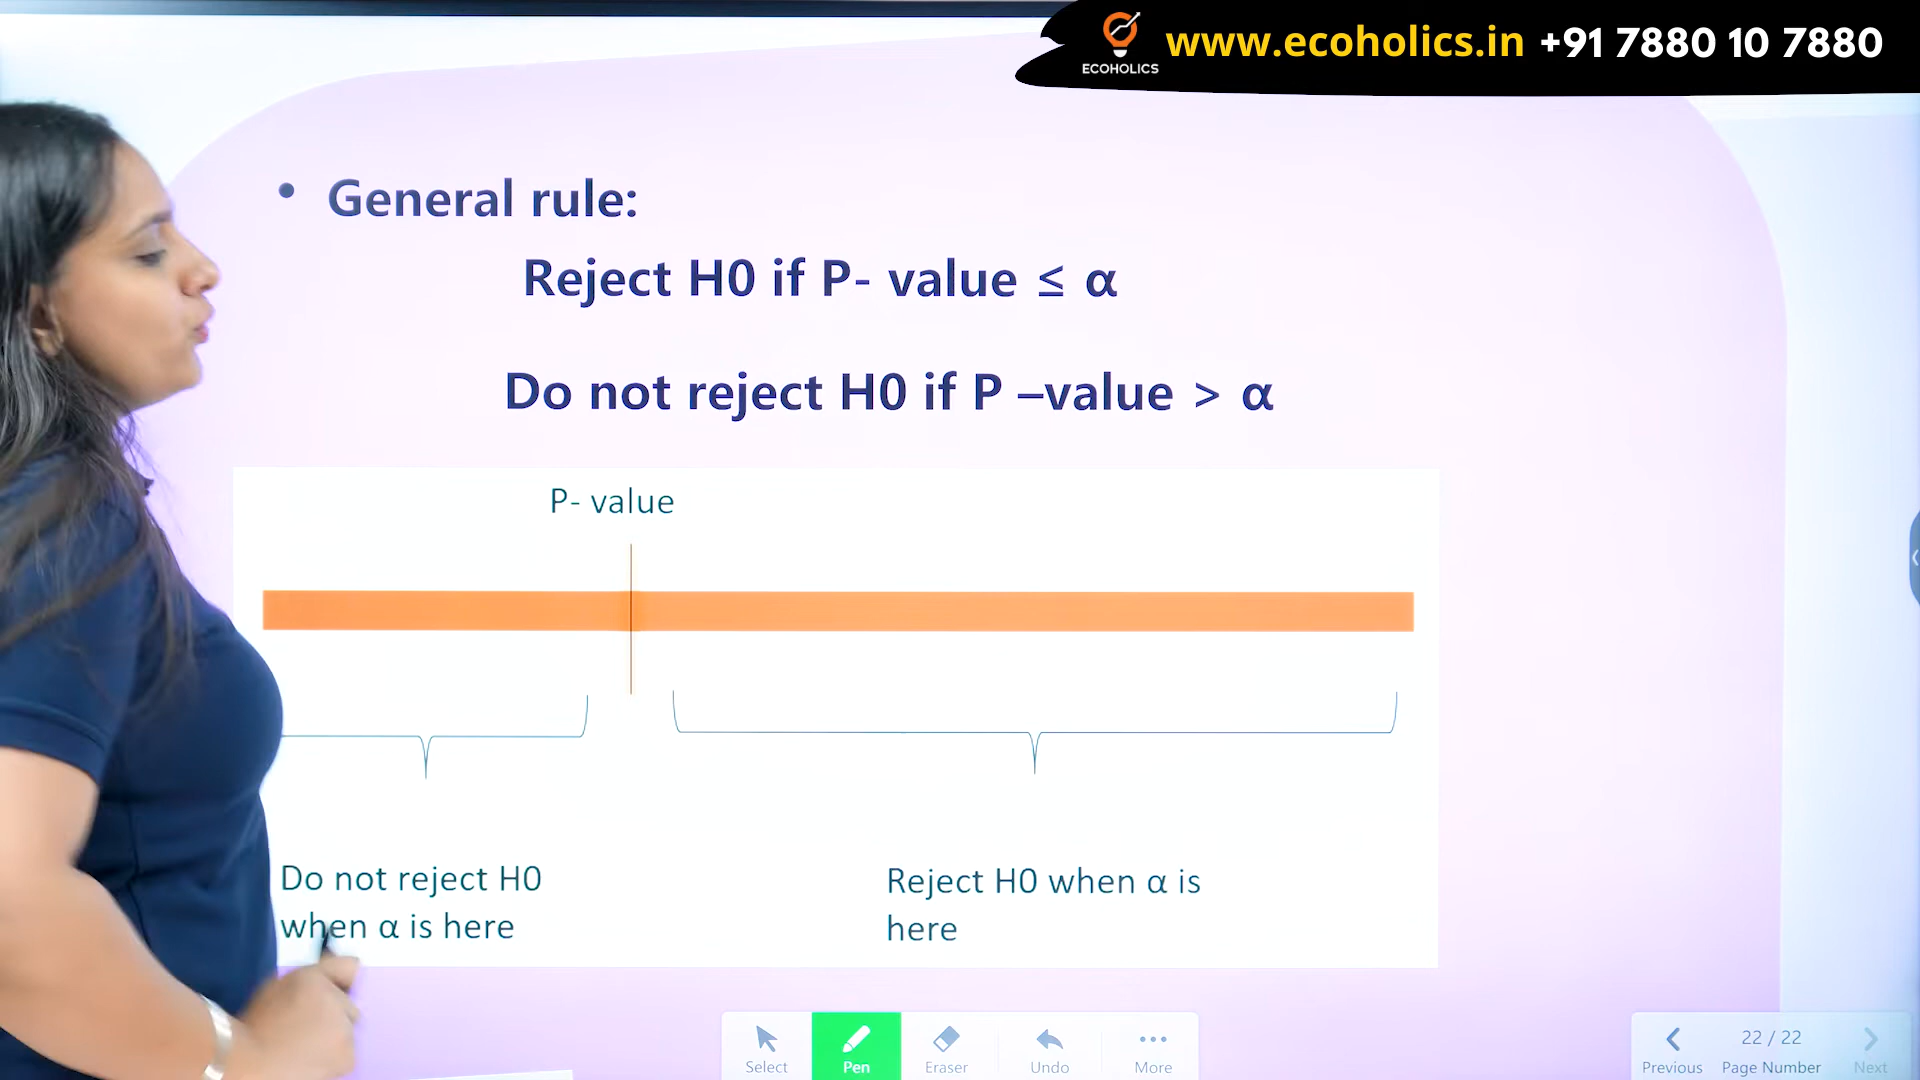 ECOHOLICS
www.ecoholics.in +91 7880 10 7880
• General rule:
Reject H0 if P- value ≤ α
Do not reject H0 if P –value > α
P- value
Do not reject H0
when α is here
Reject H0 when α is
here
Select
Pen
Eraser
Undo
More
22 / 22
Previous
Page Number
Next